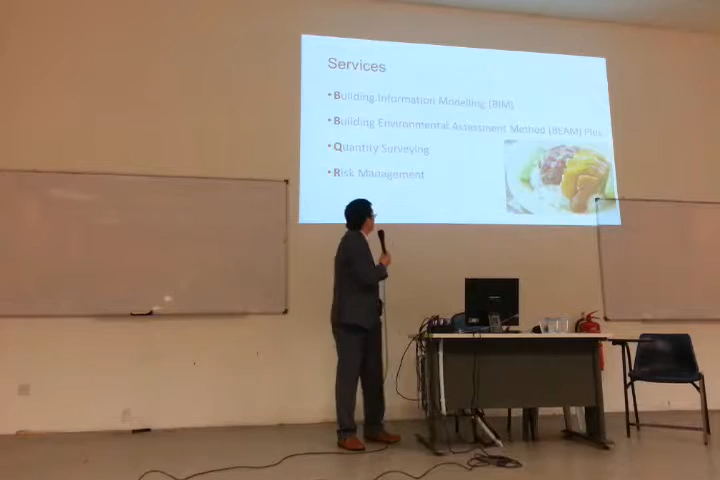 Services
•Building Information Modelling (BIM)
•Building Environmental Assessment Method (BEAM) Plus
•Quantity Surveying
•Risk Management